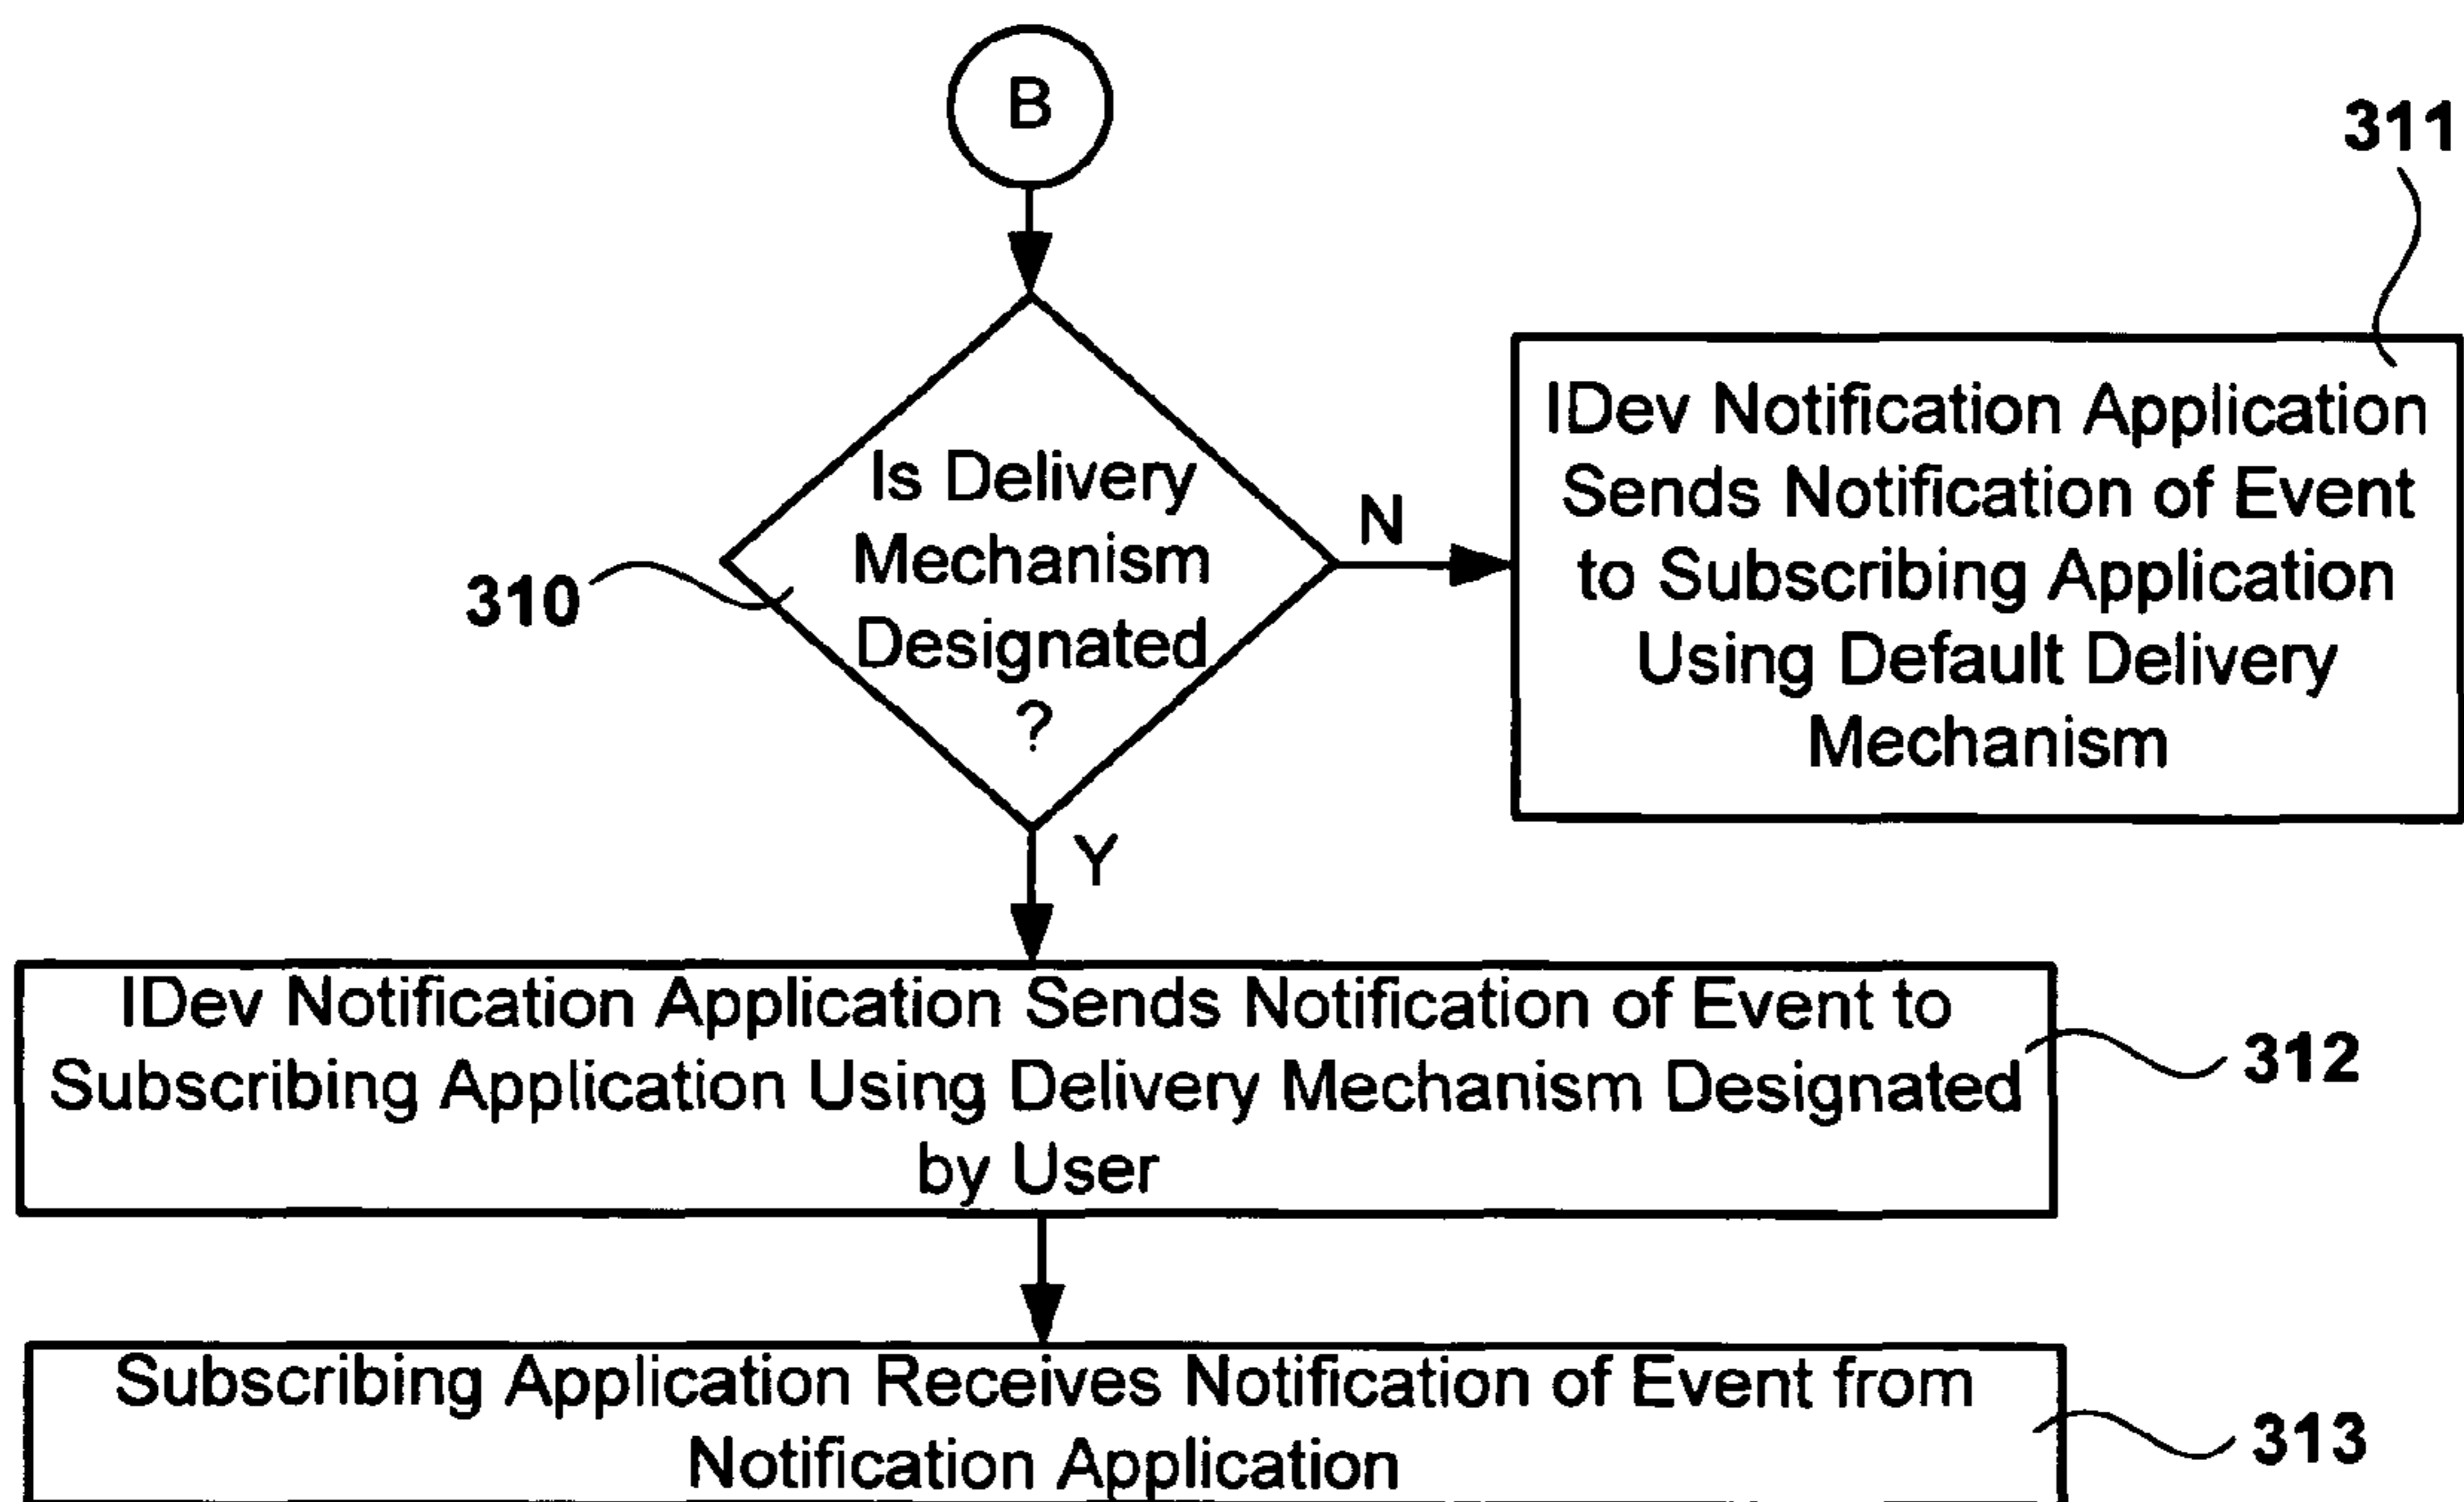 B
311
Is Delivery
Mechanism
Designated
?
310
N
IDev Notification Application
Sends Notification of Event
to Subscribing Application
Using Default Delivery
Mechanism
Y
IDev Notification Application Sends Notification of Event to
Subscribing Application Using Delivery Mechanism Designated
by User
312
Subscribing Application Receives Notification of Event from
Notification Application
313